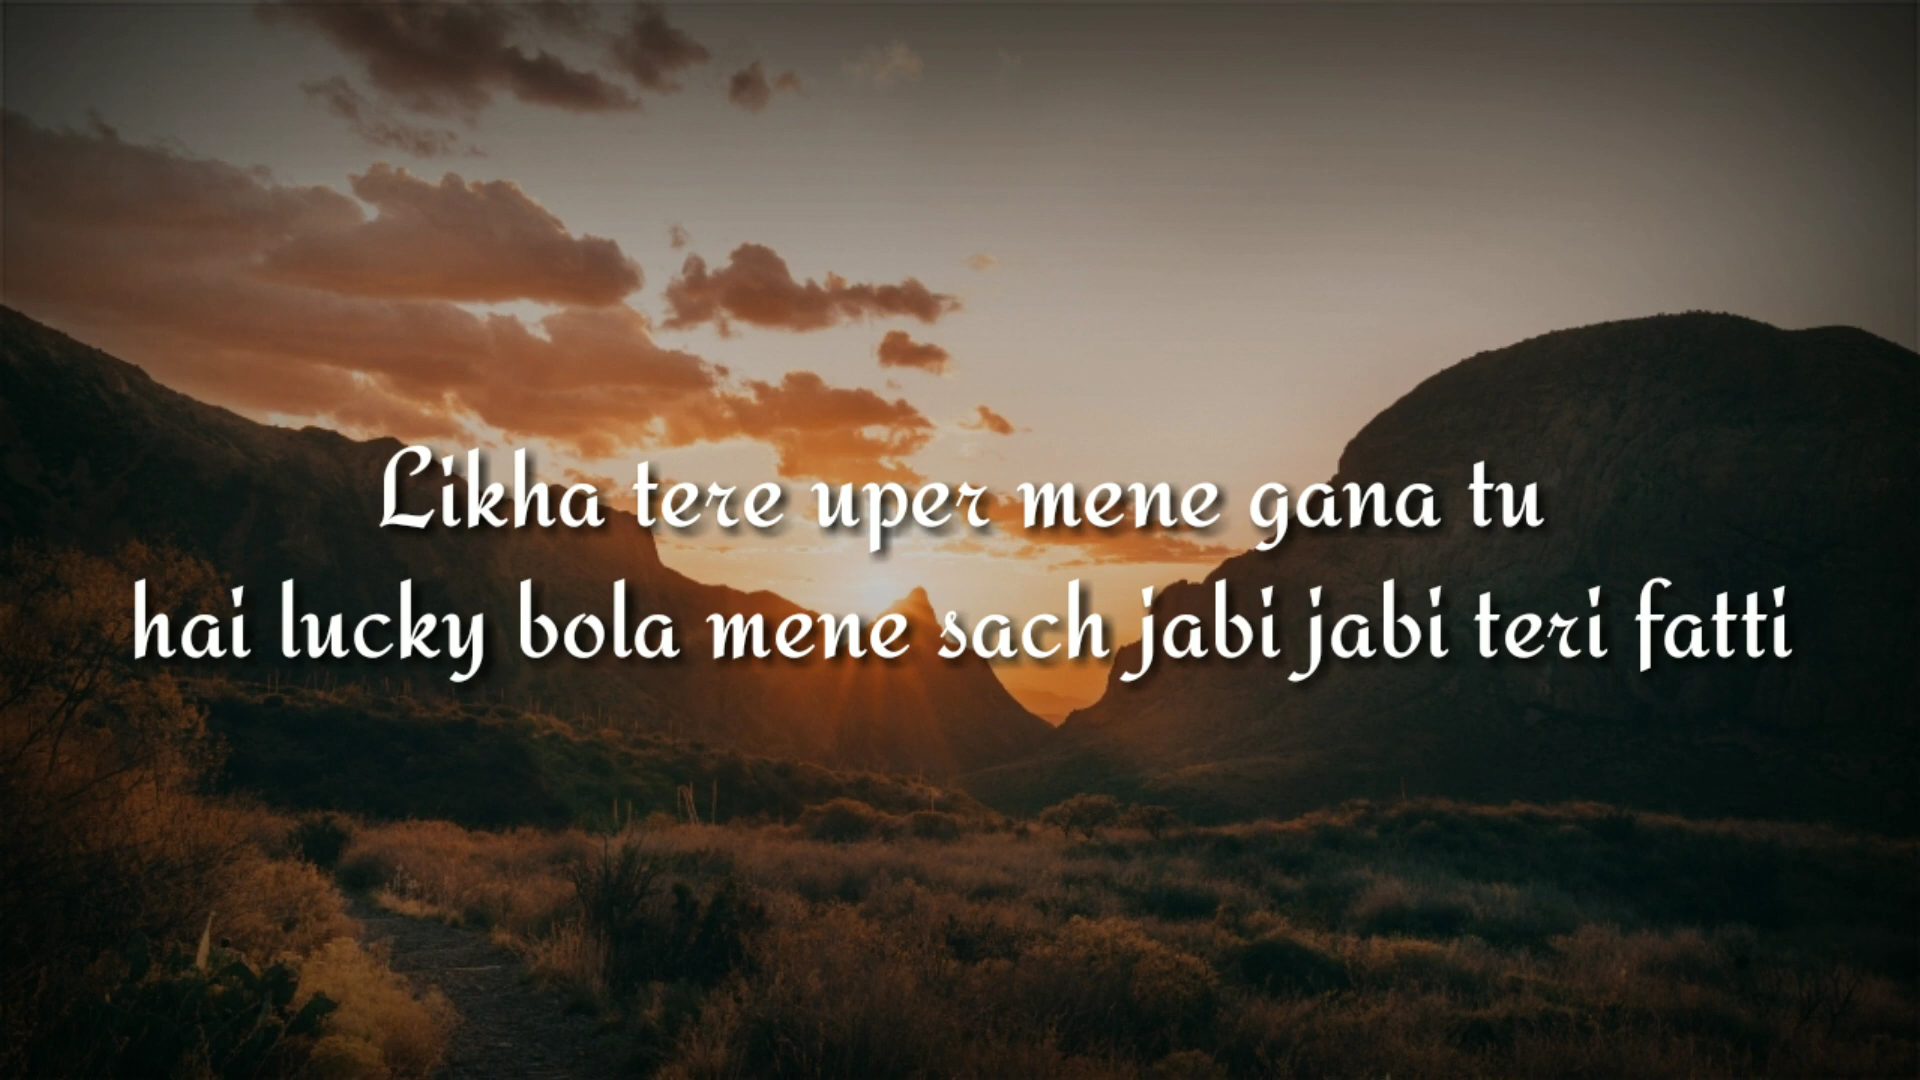 Likha tere uper mene gana tu
hai lucky bola mene sach jabi jabi teri fatti